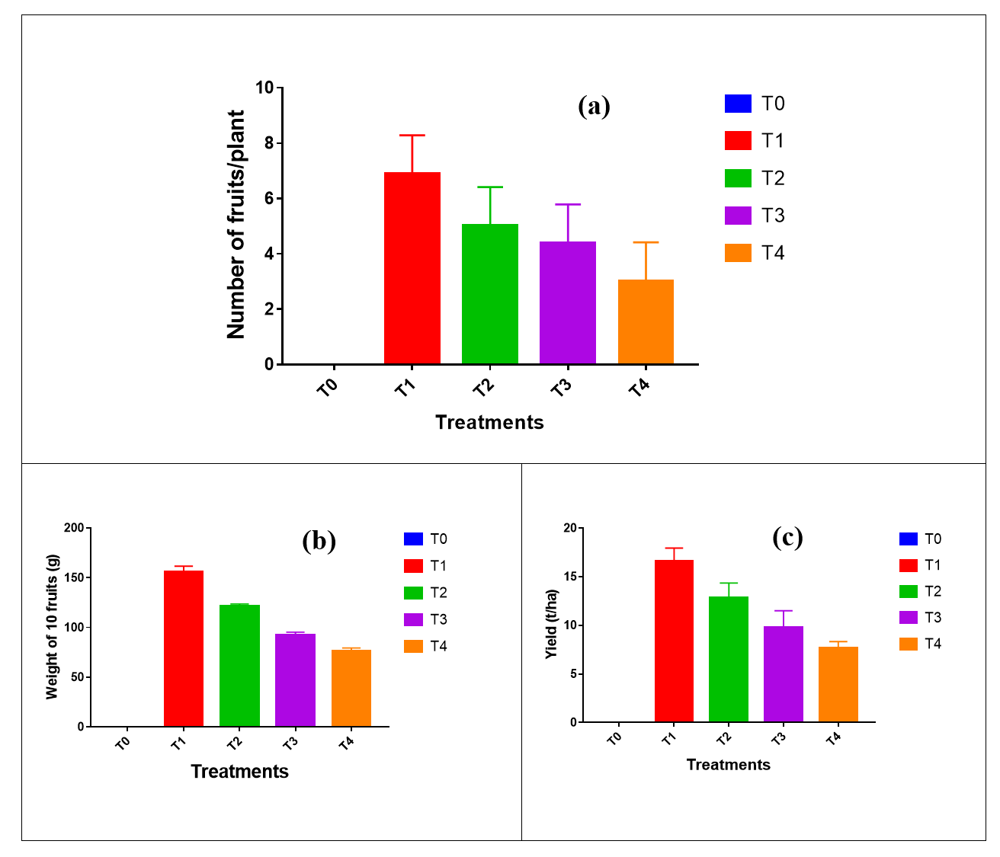 (a)
10
8
6
4
2
0
Number of fruits/plant
T0
T1
T2
T3
T4
Treatments
T0
T1
T2
T3
T4
(b)
200
150
100
50
0
Weight of 10 fruits (g)
T0
T1
T2
T3
T4
Treatments
T0
T1
T2
T3
T4
(c)
20
15
10
5
0
Yield (t/ha)
T0
T1
T2
T3
T4
Treatments
T0
T1
T2
T3
T4